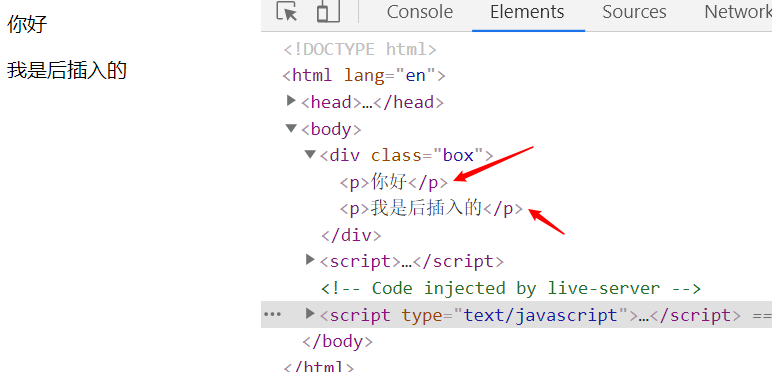 你好
我是后插入的
Console Elements Sources Network
<!DOCTYPE html>
<html lang="en">
<head>…</head>
<body>
<div class="box">
<p>你好</p>
<p>我是后插入的</p>
</div>
<script>…</script>
<!-- Code injected by live-server -->
<script type="text/javascript">…</script> ==
</body>
</html>